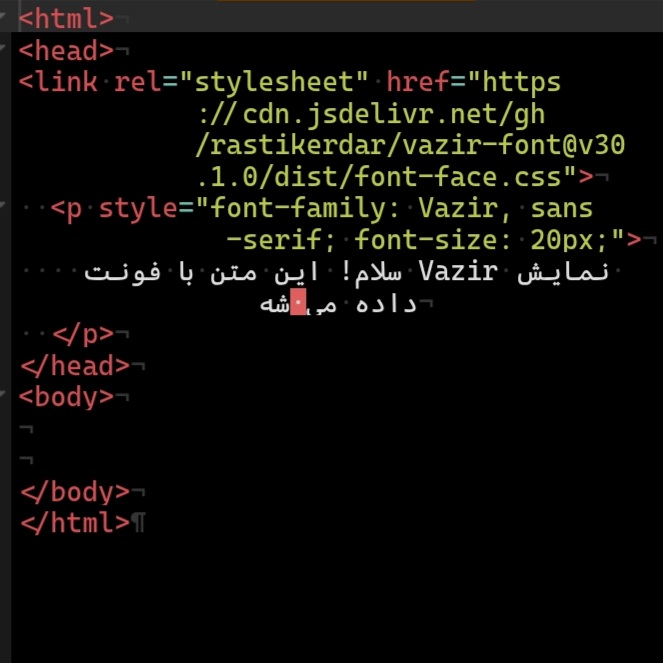 <html>
<head>
<link rel="stylesheet" href="https
://cdn.jsdelivr.net/gh
/rastikerdar/vazir-font@v30
.1.0/dist/font-face.css">
<p style="font-family: Vazir, sans
-serif; font-size: 20px;">
سلام! این متن با فونت Vazir نمایش
داده می‌شه
</p>
</head>
<body>
</body>
</html>